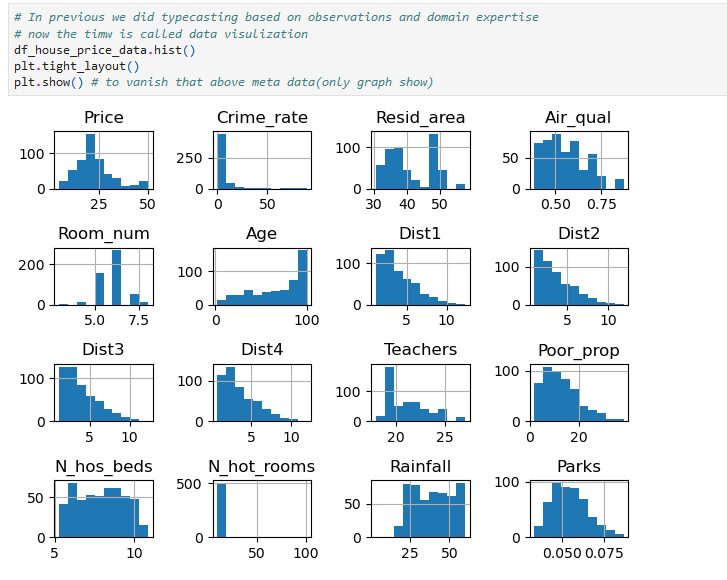 # In previous we did typecasting based on observations and domain expertise
# now the timw is called data visulization
df_house_price_data.hist()
plt.tight_layout()
plt.show() # to vanish that above meta data(only graph show)
Price Crime_rate Resid_area Air_qual
100 250 100 50
0 0 0 0
25 50 0 50 30 40 50 0.50 0.75
Room_num Age Dist1 Dist2
200 100 100 100
0 0 0 0
5.0 7.5 0 100 5 10 5 10
Dist3 Dist4 Teachers Poor_prop
100 100 100 100
0 0 0 0
5 10 5 10 20 25 0 20
N_hos_beds N_hot_rooms Rainfall Parks
50 500 50 100
0 0 0 0
5 10 50 100 25 50 0.050 0.075